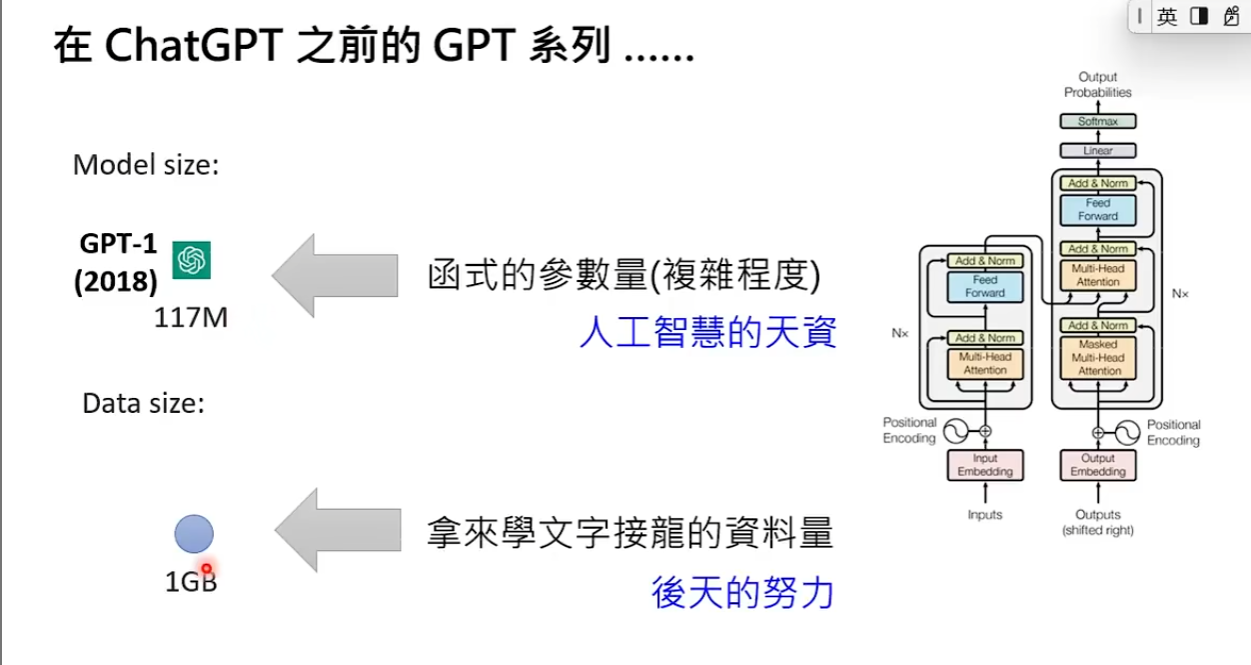 英
在 ChatGPT 之前的 GPT 系列 ......
Model size:
GPT-1
(2018)
117M
函式的參數量(複雜程度)
人工智慧的天資
Data size:
1GB
拿來學文字接龍的資料量
後天的努力
Output
Probabilities
Softmax
Linear
Add & Norm
Feed
Forward
Add & Norm
Multi-Head
Attention
Nx
Add & Norm
Masked
Multi-Head
Attention
Add & Norm
Feed
Forward
Nx
Add & Norm
Multi-Head
Attention
Positional
Encoding
Positional
Encoding
Input
Embedding
Output
Embedding
Inputs
Outputs
(shifted right)